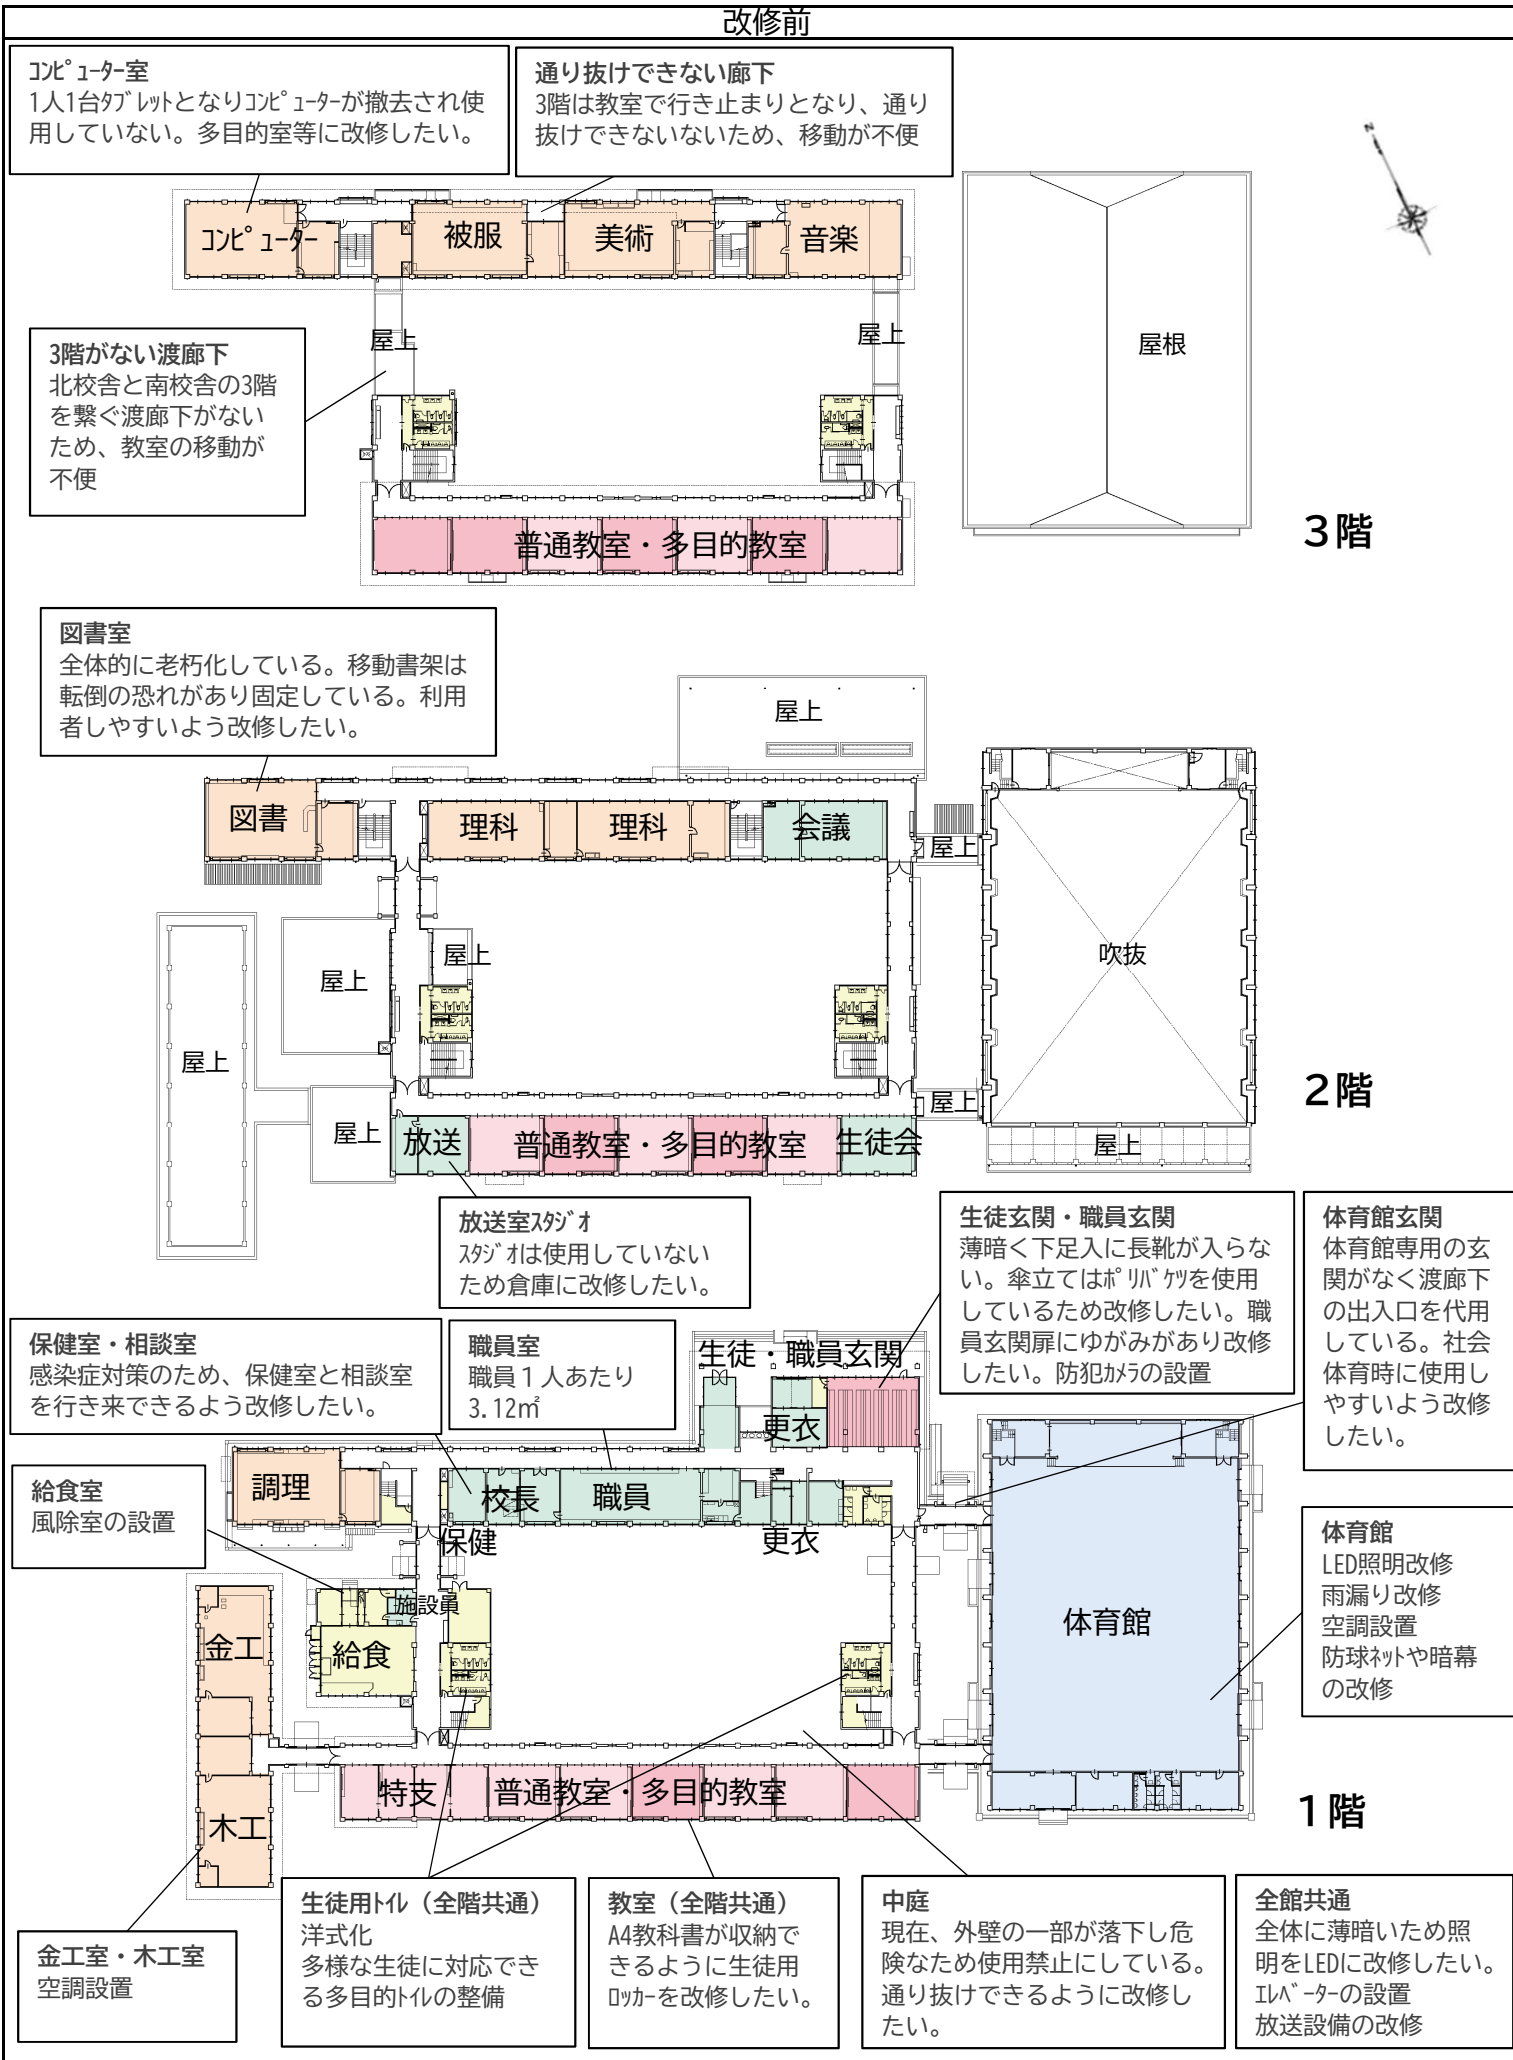 改修前
コンピューター室
1人1台タブレットとなりコンピューターが撤去され使
用していない。多目的室等に改修したい。
通り抜けできない廊下
3階は教室で行き止まりとなり、通り
抜けできないないため、移動が不便
N
コンピューター
被服
美術
音楽
3階がない渡廊下
北校舎と南校舎の3階
を繋ぐ渡廊下がない
ため、教室の移動が
不便
屋上
屋上
屋根
普通教室・多目的教室
3階
図書室
全体的に老朽化している。移動書架は
転倒の恐れがあり固定している。利用
者しやすいよう改修したい。
屋上
図書
理科
理科
会議
屋上
屋上
屋上
屋上
吹抜
2階
屋上
放送
普通教室・多目的教室
生徒会
屋上
屋上
放送室スタジオ
スタジオは使用していない
ため倉庫に改修したい。
生徒玄関・職員玄関
薄暗く下足入に長靴が入らな
い。傘立てはポリバケツを使用
しているため改修したい。職
員玄関扉にゆがみがあり改修
したい。防犯カメラの設置
体育館玄関
体育館専用の玄
関がなく渡廊下
の出入口を代用
している。社会
体育時に使用し
やすいよう改修
したい。
保健室・相談室
感染症対策のため、保健室と相談室
を行き来できるよう改修したい。
職員室
職員１人あたり
3.12㎡
生徒・職員玄関
更衣
給食室
風除室の設置
調理
校長
職員
保健
更衣
体育館
LED照明改修
雨漏り改修
空調設置
防球ネットや暗幕
の改修
施設員
金工
給食
体育館
木工
特支
普通教室・多目的教室
1階
金工室・木工室
空調設置
生徒用トイレ（全階共通）
洋式化
多様な生徒に対応でき
る多目的トイレの整備
教室（全階共通）
A4教科書が収納で
きるように生徒用
ロッカーを改修したい。
中庭
現在、外壁の一部が落下し危
険なため使用禁止にしている。
通り抜けできるように改修し
たい。
全館共通
全体に薄暗いため照
明をLEDに改修したい。
エレベーターの設置
放送設備の改修